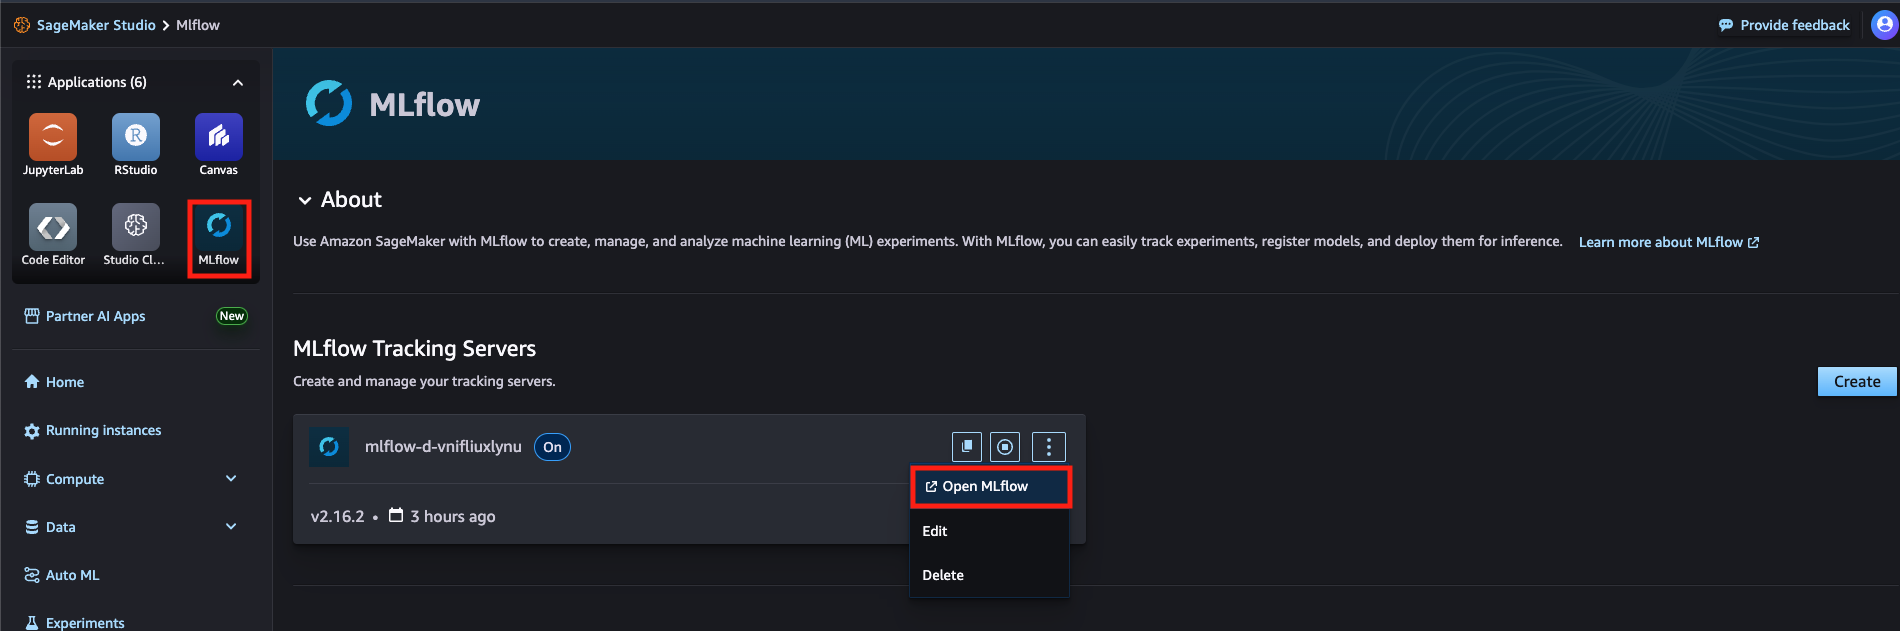 SageMaker Studio > Mlflow
Provide feedback
Applications (6)
JupyterLab
RStudio
Canvas
Code Editor
Studio Cl...
MLflow
Partner AI Apps
New
Home
Running instances
Compute
Data
Auto ML
Experiments
MLflow
About
Use Amazon SageMaker with MLflow to create, manage, and analyze machine learning (ML) experiments. With MLflow, you can easily track experiments, register models, and deploy them for inference. Learn more about MLflow
MLflow Tracking Servers
Create and manage your tracking servers.
Create
mlflow-d-vnifliuxlynu
On
v2.16.2 • 3 hours ago
Open MLflow
Edit
Delete